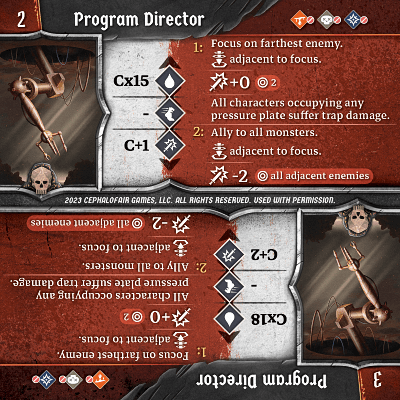 2
Program Director
Cx15
-
C+1
1: Focus on farthest enemy.
adjacent to focus.
+0 2
All characters occupying any
pressure plate suffer trap damage.
2: Ally to all monsters.
adjacent to focus.
-2 all adjacent enemies
2023 CEPHALOFAIR GAMES, LLC. ALL RIGHTS RESERVED. USED WITH PERMISSION.
3
Program Director
Cx18
-
C+2
1: Focus on farthest enemy.
adjacent to focus.
+0 2
All characters occupying any
pressure plate suffer trap damage.
2: Ally to all monsters.
adjacent to focus.
-2 all adjacent enemies